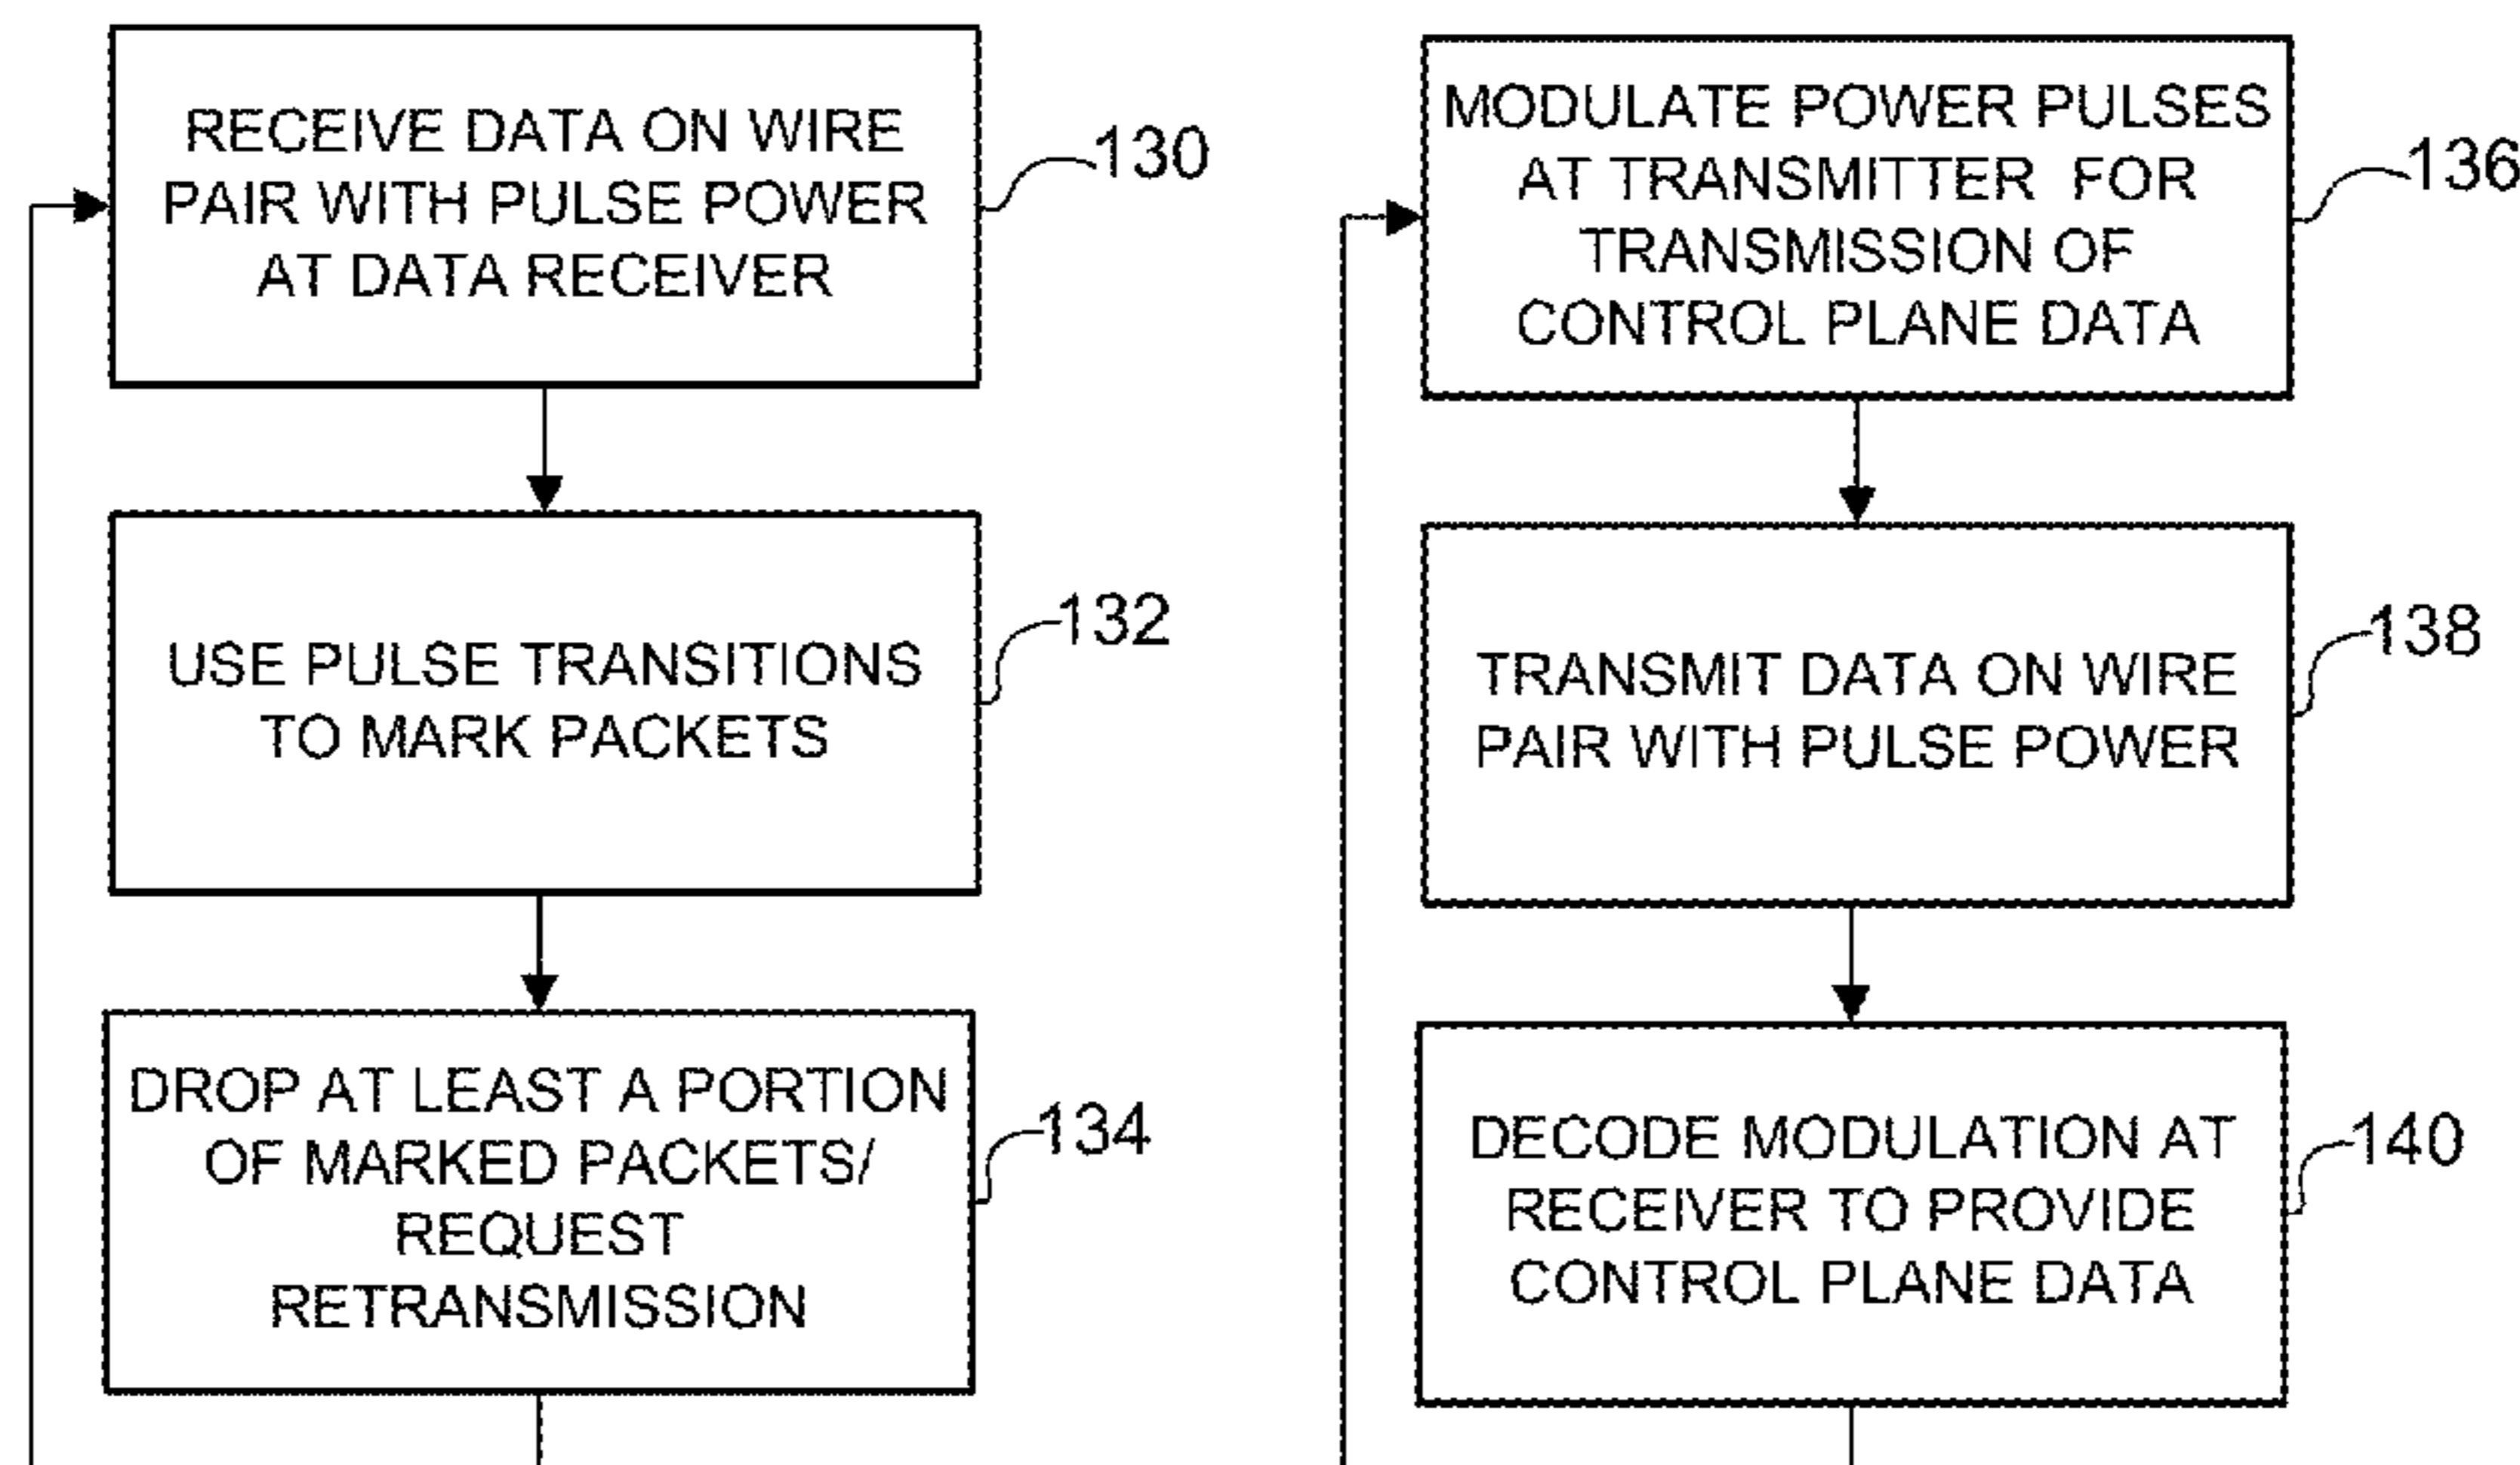 RECEIVE DATA ON WIRE
PAIR WITH PULSE POWER
AT DATA RECEIVER
130
USE PULSE TRANSITIONS
TO MARK PACKETS
132
DROP AT LEAST A PORTION
OF MARKED PACKETS/
REQUEST
RETRANSMISSION
134
MODULATE POWER PULSES
AT TRANSMITTER FOR
TRANSMISSION OF
CONTROL PLANE DATA
136
TRANSMIT DATA ON WIRE
PAIR WITH PULSE POWER
138
DECODE MODULATION AT
RECEIVER TO PROVIDE
CONTROL PLANE DATA
140